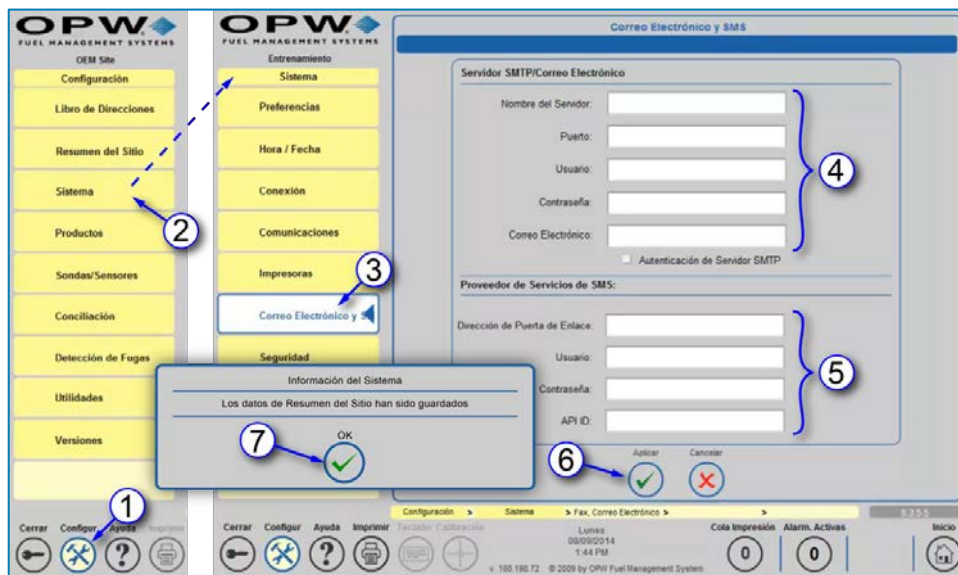 OPW
FUEL MANAGEMENT SYSTEMS
OEM Site
Configuración
Libro de Direcciones
Resumen del Sitio
Sistema
Productos
Sondas/Sensores
Conciliación
Detección de Fugas
Utilidades
Versiones
Cerrar
Configur
Ayuda
Imprimir
1
2
OPW
FUEL MANAGEMENT SYSTEMS
Entrenamiento
Sistema
Preferencias
Hora / Fecha
Conexión
Comunicaciones
Impresoras
3
Correo Electrónico y S
Seguridad
Correo Electrónico y SMS
Servidor SMTP/Correo Electrónico
Nombre del Servidor:
Puerto:
Usuario:
Contraseña:
Correo Electrónico:
4
Autenticación de Servidor SMTP
Proveedor de Servicios de SMS:
Dirección de Puerta de Enlace:
Usuario:
Contraseña:
API ID:
5
Información del Sistema
Los datos de Resumen del Sitio han sido guardados
OK
7
6
Aplicar
Cancelar
Configuración >
Sistema
> Fax, Correo Electrónico >
>
6.3.5.5
Cerrar
Configur
Ayuda
Imprimir
Teclado
Calibración
Lunes
08/09/2014
1:44 PM
v. 100.198.72 © 2009 by OPW Fuel Management System
Cola Impresión
0
Alarm. Activas
0
Inicio